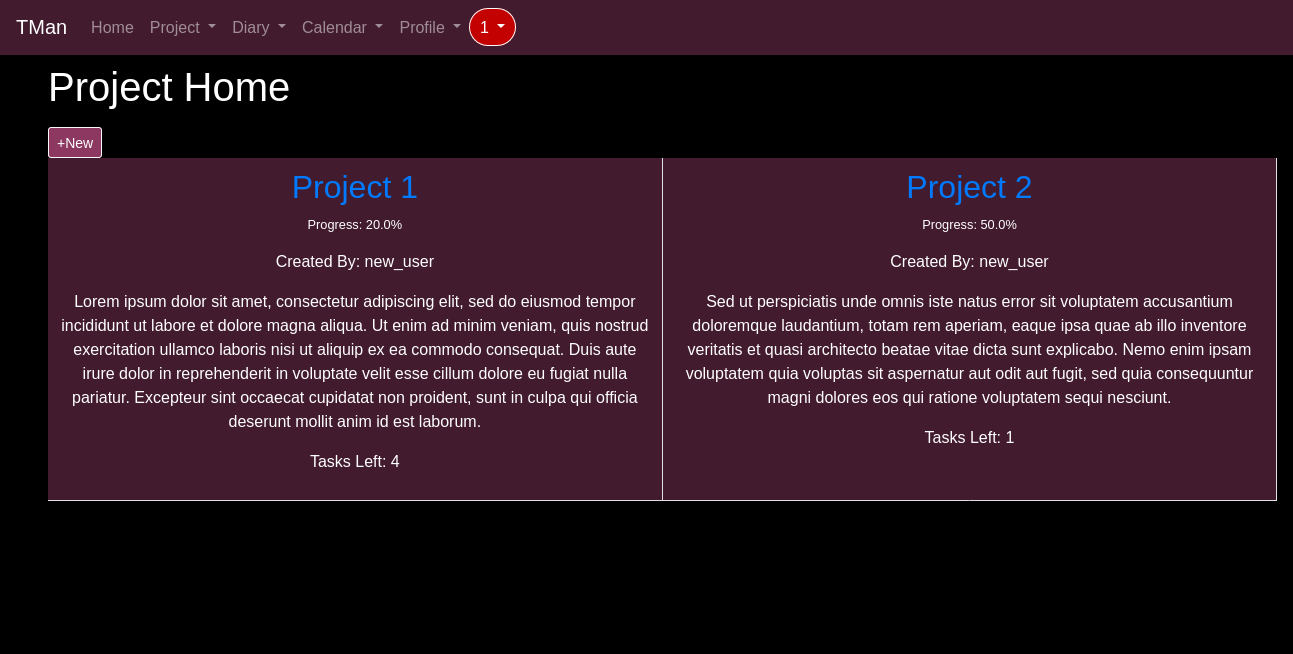 TMan Home Project Diary Calendar Profile 1
Project Home
+New
Project 1
Progress: 20.0%
Created By: new_user
Lorem ipsum dolor sit amet, consectetur adipiscing elit, sed do eiusmod tempor
incididunt ut labore et dolore magna aliqua. Ut enim ad minim veniam, quis nostrud
exercitation ullamco laboris nisi ut aliquip ex ea commodo consequat. Duis aute
irure dolor in reprehenderit in voluptate velit esse cillum dolore eu fugiat nulla
pariatur. Excepteur sint occaecat cupidatat non proident, sunt in culpa qui officia
deserunt mollit anim id est laborum.
Tasks Left: 4
Project 2
Progress: 50.0%
Created By: new_user
Sed ut perspiciatis unde omnis iste natus error sit voluptatem accusantium
doloremque laudantium, totam rem aperiam, eaque ipsa quae ab illo inventore
veritatis et quasi architecto beatae vitae dicta sunt explicabo. Nemo enim ipsam
voluptatem quia voluptas sit aspernatur aut odit aut fugit, sed quia consequuntur
magni dolores eos qui ratione voluptatem sequi nesciunt.
Tasks Left: 1